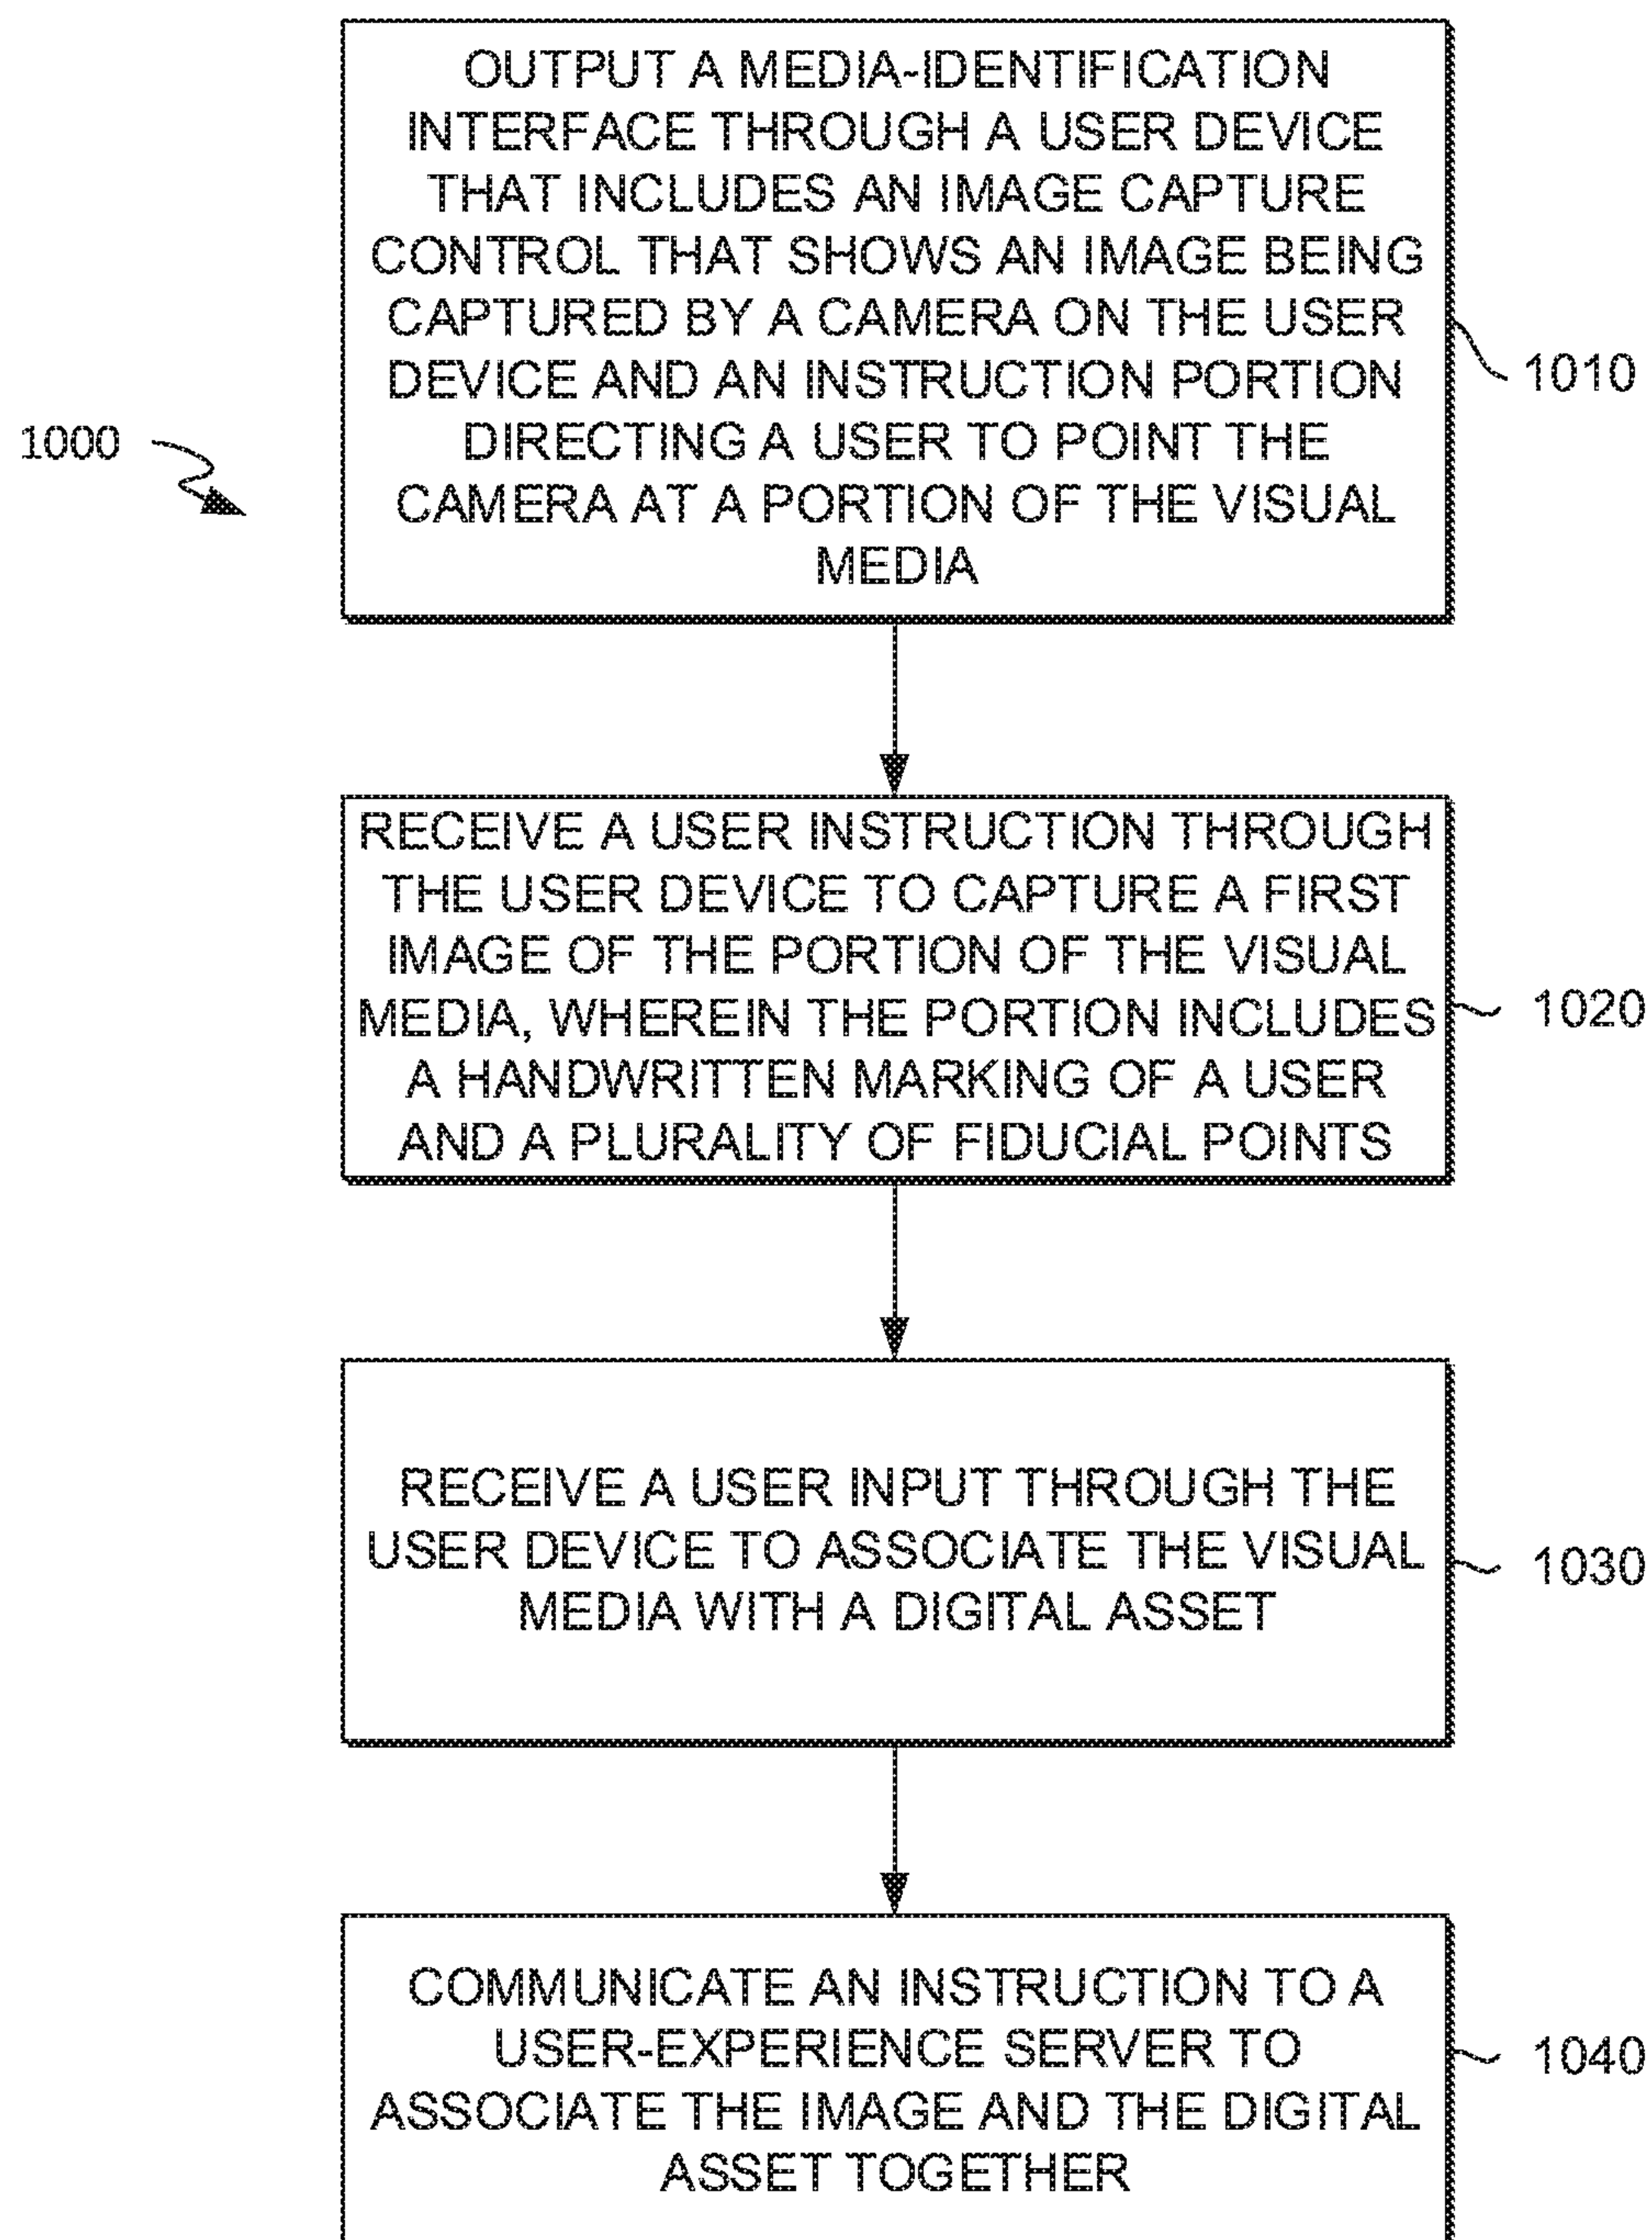 OUTPUT A MEDIA-IDENTIFICATION
INTERFACE THROUGH A USER DEVICE
THAT INCLUDES AN IMAGE CAPTURE
CONTROL THAT SHOWS AN IMAGE BEING
CAPTURED BY A CAMERA ON THE USER
DEVICE AND AN INSTRUCTION PORTION
DIRECTING A USER TO POINT THE
CAMERA AT A PORTION OF THE VISUAL
MEDIA
1010
1000
RECEIVE A USER INSTRUCTION THROUGH
THE USER DEVICE TO CAPTURE A FIRST
IMAGE OF THE PORTION OF THE VISUAL
MEDIA, WHEREIN THE PORTION INCLUDES
A HANDWRITTEN MARKING OF A USER
AND A PLURALITY OF FIDUCIAL POINTS
1020
RECEIVE A USER INPUT THROUGH THE
USER DEVICE TO ASSOCIATE THE VISUAL
MEDIA WITH A DIGITAL ASSET
1030
COMMUNICATE AN INSTRUCTION TO A
USER-EXPERIENCE SERVER TO
ASSOCIATE THE IMAGE AND THE DIGITAL
ASSET TOGETHER
1040